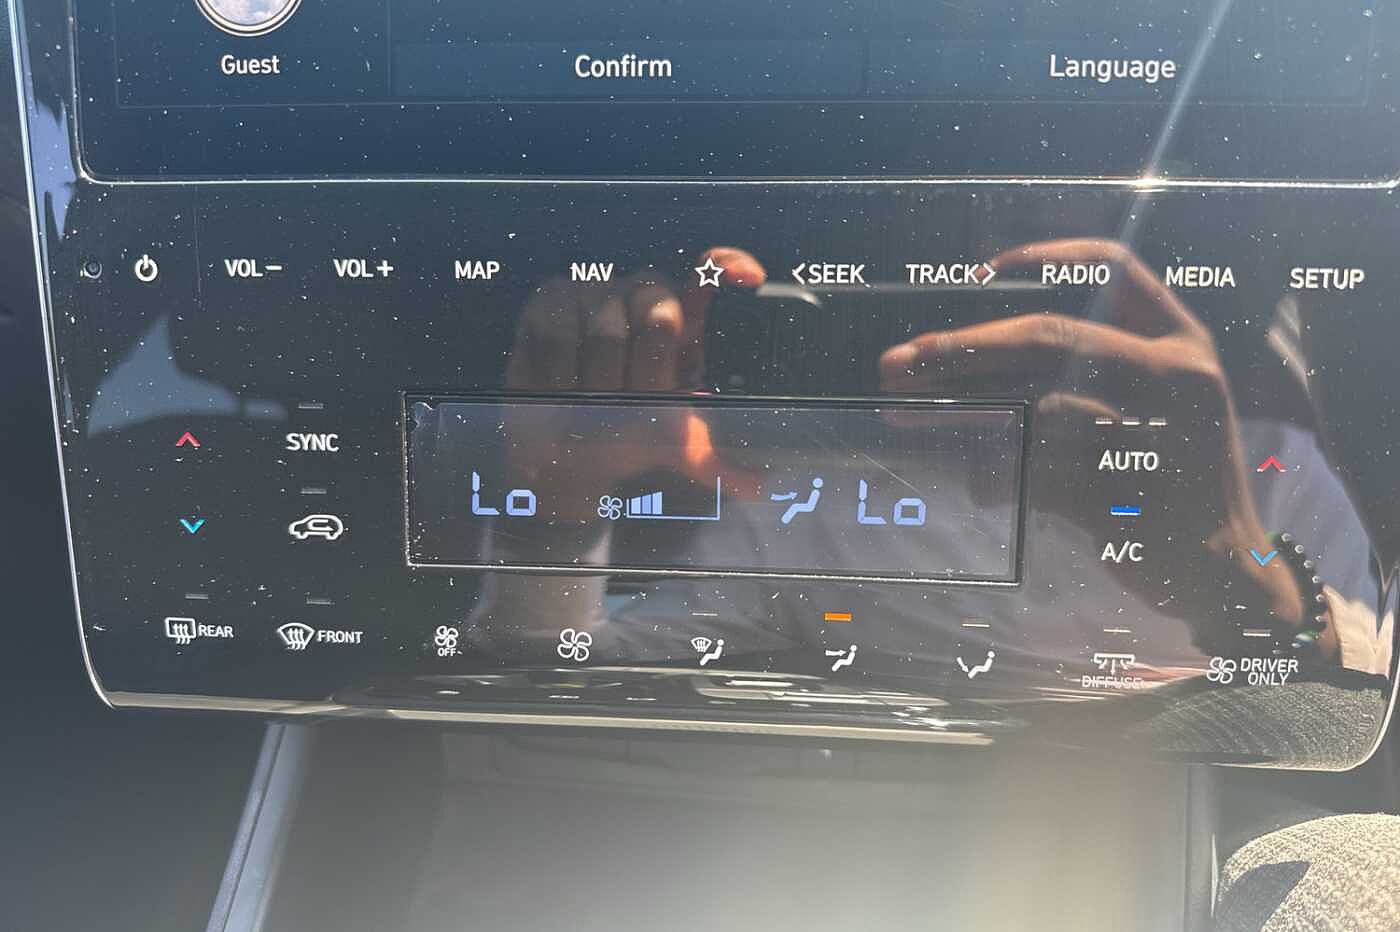 Guest Confirm Language
VOL− VOL+ MAP NAV <SEEK TRACK> RADIO MEDIA SETUP
SYNC
AUTO
Lo Lo
A/C
REAR FRONT
OFF
DIFFUSE
DRIVER
ONLY